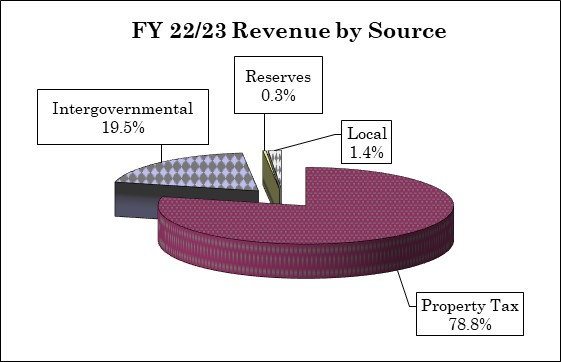 FY 22/23 Revenue by Source
Reserves
0.3%
Intergovernmental
19.5%
Local
1.4%
Property Tax
78.8%